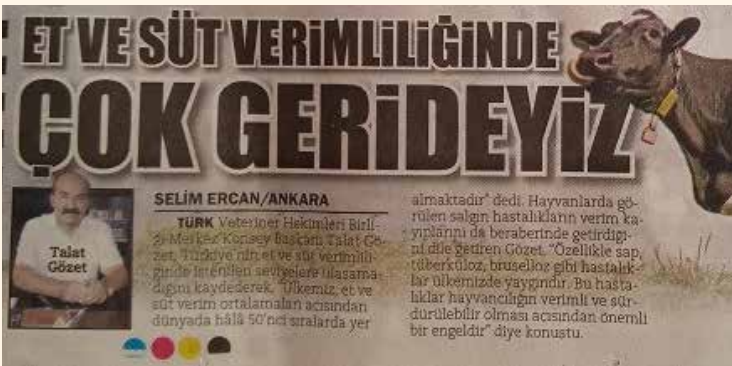 ET VE SÜT VERİMLİLİĞİNDE
ÇOK GERİDEYİZ
Talat
Gözet
SELİM ERCAN/ANKARA
TÜRK Veteriner Hekimleri Birli-
ği Merkez Konsey Başkanı Talat Gö-
zet, Türkiye'nin et ve süt verimlili-
ğinde istenilen seviyelere ulaşama-
dığını kaydederek, "Ülkemiz, et ve
süt verim ortalamaları açısından
dünyada hâlâ 50'nci sıralarda yer
almaktadır" dedi. Hayvanlarda gö-
rülen salgın hastalıkların verim ka-
yıplarını da beraberinde getirdiği-
ni dile getiren Gözet, "Özellikle şap,
tüberküloz, bruselloz gibi hastalık-
lar ülkemizde yaygındır. Bu hasta-
lıklar hayvancılığın verimli ve sür-
dürülebilir olması açısından önemli
bir engeldir" diye konuştu.